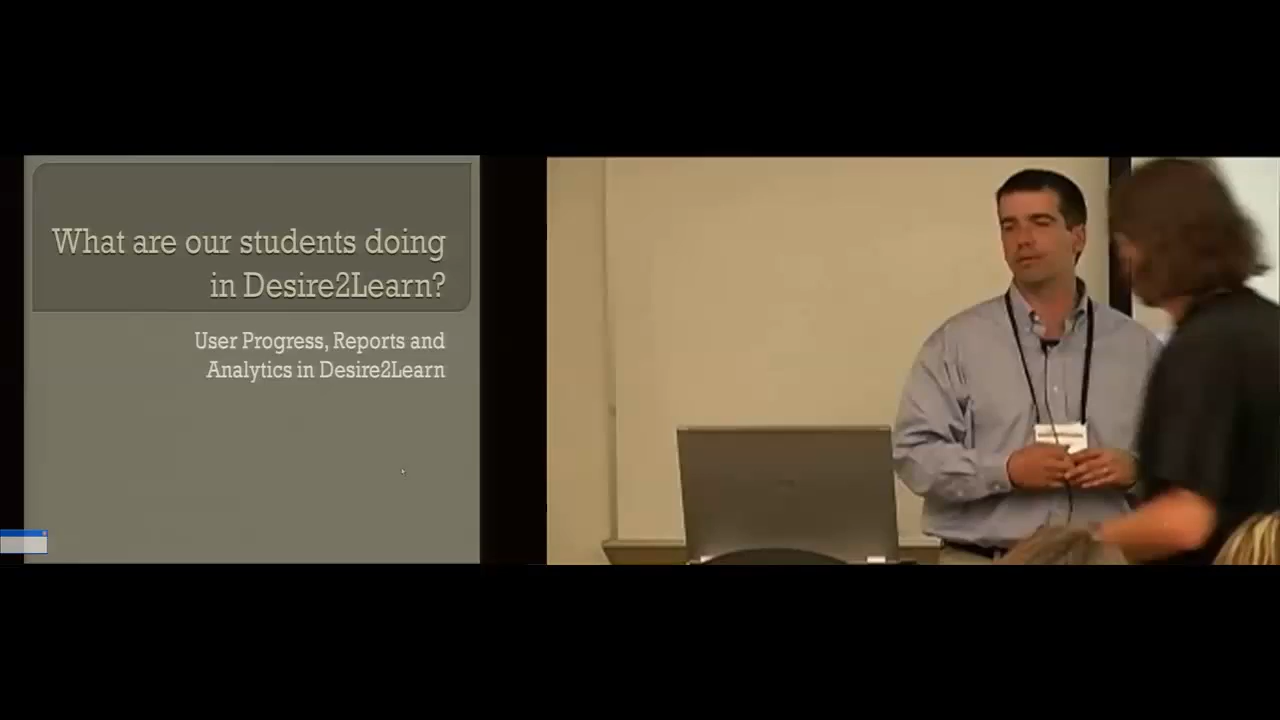 What are our students doing
in Desire2Learn?
User Progress, Reports and
Analytics in Desire2Learn